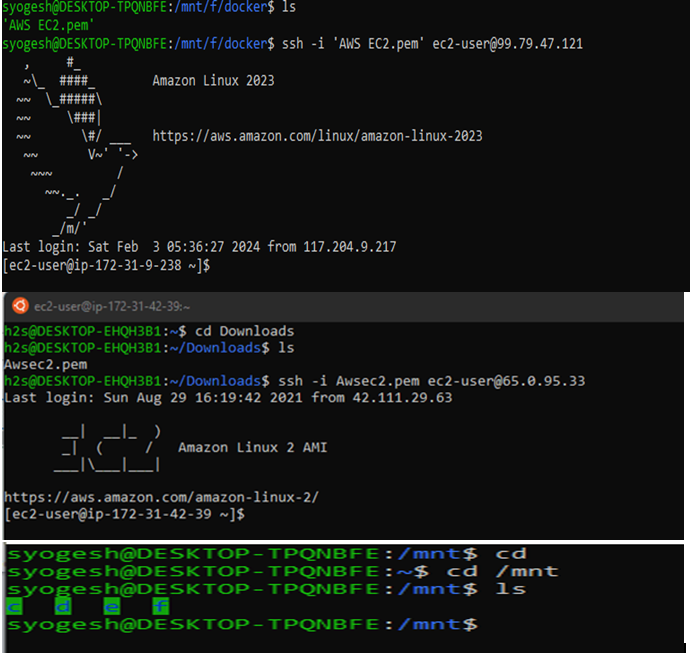 syogesh@DESKTOP-TPQNBFE:/mnt/f/docker$ ls
'AWS EC2.pem'
syogesh@DESKTOP-TPQNBFE:/mnt/f/docker$ ssh -i 'AWS EC2.pem' ec2-user@99.79.47.121
   ,     #_
   ~\_  ####_        Amazon Linux 2023
  ~~  \_#####\
  ~~     \###|
  ~~       \#/ ___   https://aws.amazon.com/linux/amazon-linux-2023
   ~~       V~' '->
    ~~~         /
      ~~._.   _/
         _/ _/
       _/m/'
Last login: Sat Feb  3 05:36:27 2024 from 117.204.9.217
[ec2-user@ip-172-31-9-238 ~]$
ec2-user@ip-172-31-42-39:~
h2s@DESKTOP-EHQH3B1:~$ cd Downloads
h2s@DESKTOP-EHQH3B1:~/Downloads$ ls
Awsec2.pem
h2s@DESKTOP-EHQH3B1:~/Downloads$ ssh -i Awsec2.pem ec2-user@65.0.95.33
Last login: Sun Aug 29 16:19:42 2021 from 42.111.29.63
       __|  __|_  )
       _|  (     /   Amazon Linux 2 AMI
      ___|\___|___|
https://aws.amazon.com/amazon-linux-2/
[ec2-user@ip-172-31-42-39 ~]$
syogesh@DESKTOP-TPQNBFE:/mnt$ cd
syogesh@DESKTOP-TPQNBFE:~$ cd /mnt
syogesh@DESKTOP-TPQNBFE:/mnt$ ls
c  d  e  f
syogesh@DESKTOP-TPQNBFE:/mnt$